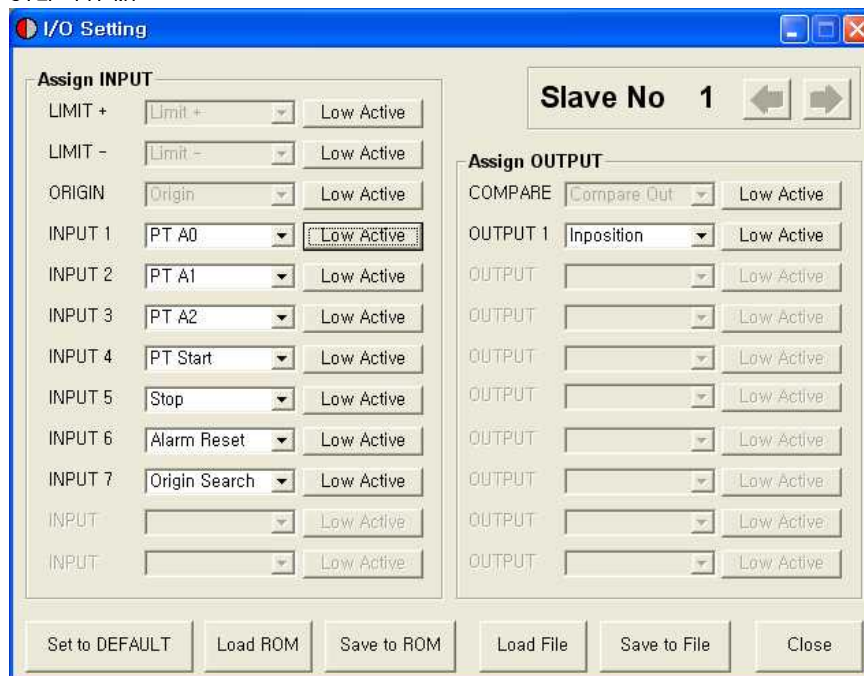 I/O Setting
Assign INPUT
LIMIT + Limit + Low Active
LIMIT - Limit - Low Active
ORIGIN Origin Low Active
INPUT 1 PT A0 Low Active
INPUT 2 PT A1 Low Active
INPUT 3 PT A2 Low Active
INPUT 4 PT Start Low Active
INPUT 5 Stop Low Active
INPUT 6 Alarm Reset Low Active
INPUT 7 Origin Search Low Active
INPUT Low Active
INPUT Low Active
Slave No 1
Assign OUTPUT
COMPARE Compare Out Low Active
OUTPUT 1 Inposition Low Active
OUTPUT Low Active
OUTPUT Low Active
OUTPUT Low Active
OUTPUT Low Active
OUTPUT Low Active
OUTPUT Low Active
OUTPUT Low Active
OUTPUT Low Active
Set to DEFAULT Load ROM Save to ROM Load File Save to File Close